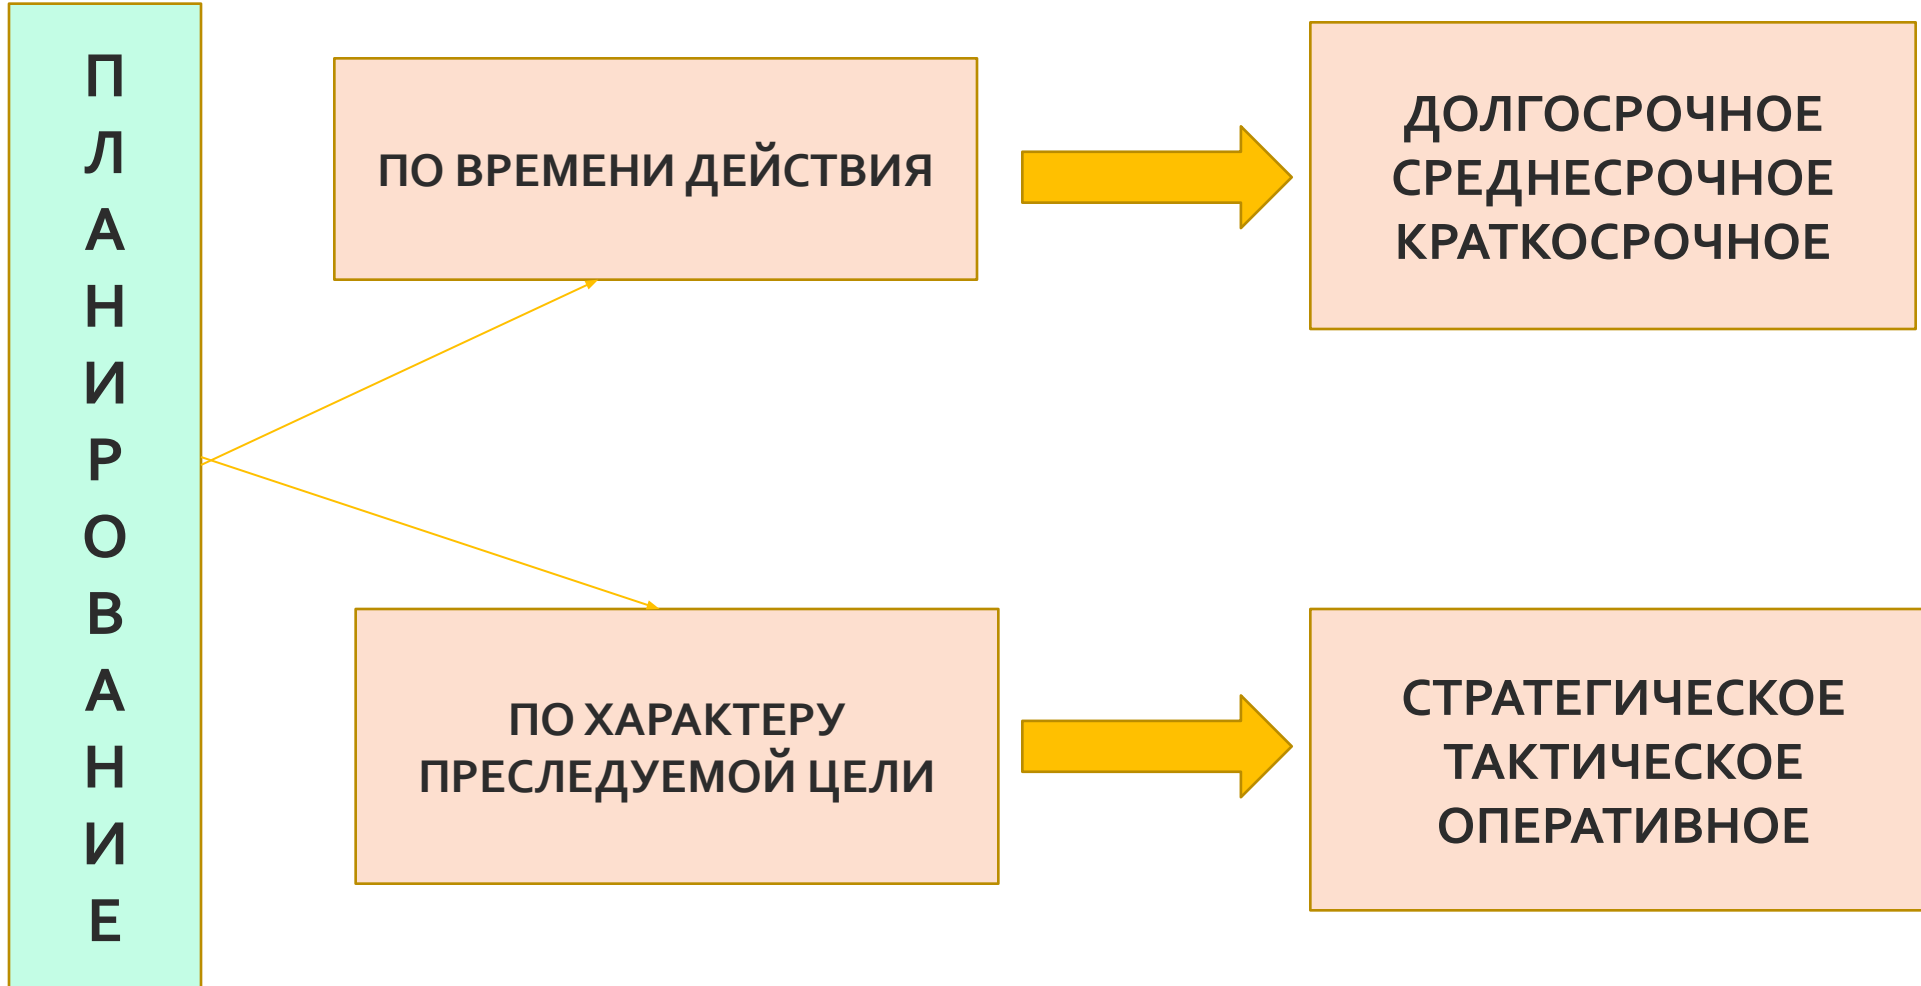 П
Л
А
Н
И
Р
О
В
А
Н
И
Е
ПО ВРЕМЕНИ ДЕЙСТВИЯ
ДОЛГОСРОЧНОЕ
СРЕДНЕСРОЧНОЕ
КРАТКОСРОЧНОЕ
ПО ХАРАКТЕРУ
ПРЕСЛЕДУЕМОЙ ЦЕЛИ
СТРАТЕГИЧЕСКОЕ
ТАКТИЧЕСКОЕ
ОПЕРАТИВНОЕ